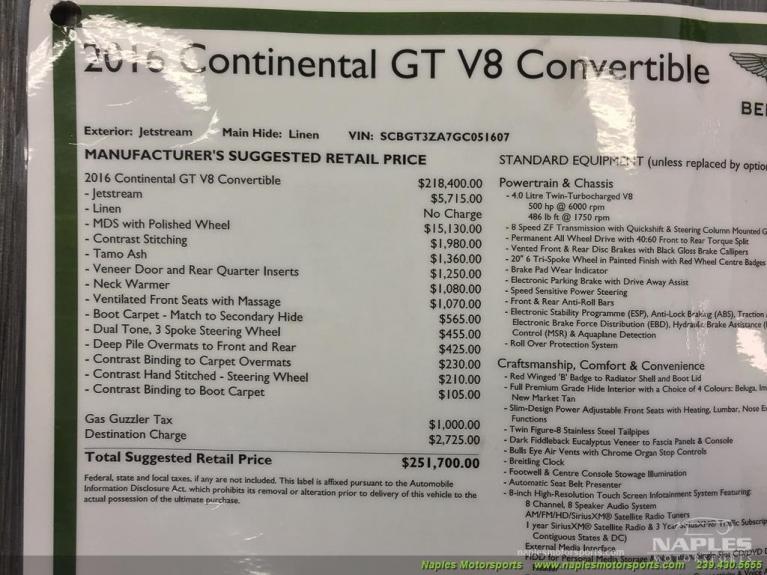 2016 Continental GT V8 Convertible
Exterior: Jetstream Main Hide: Linen VIN: SCBGT3ZA7GC051607
MANUFACTURER'S SUGGESTED RETAIL PRICE
2016 Continental GT V8 Convertible $218,400.00
- Jetstream $5,715.00
- Linen No Charge
- MDS with Polished Wheel $15,130.00
- Contrast Stitching $1,980.00
- Tamo Ash $1,360.00
- Veneer Door and Rear Quarter Inserts $1,250.00
- Neck Warmer $1,080.00
- Ventilated Front Seats with Massage $1,070.00
- Boot Carpet - Match to Secondary Hide $565.00
- Dual Tone, 3 Spoke Steering Wheel $455.00
- Deep Pile Overmats to Front and Rear $425.00
- Contrast Binding to Carpet Overmats $230.00
- Contrast Hand Stitched - Steering Wheel $210.00
- Contrast Binding to Boot Carpet $105.00
Gas Guzzler Tax $1,000.00
Destination Charge $2,725.00
Total Suggested Retail Price $251,700.00
Federal, state and local taxes, if any are not included. This label is affixed pursuant to the Automobile
Information Disclosure Act, which prohibits its removal or alteration prior to delivery of this vehicle to the
actual possession of the ultimate purchase.
BE
STANDARD EQUIPMENT (unless replaced by optio
Powertrain & Chassis
- 4.0 Litre Twin-Turbocharged V8
500 hp @ 6000 rpm
486 lb ft @ 1750 rpm
- 8 Speed ZF Transmission with Quickshift & Steering Column Mounted G
- Permanent All Wheel Drive with 40:60 Front to Rear Torque Split
- Vented Front & Rear Disc Brakes with Black Gloss Brake Callipers
- 20" 6 Tri-Spoke Wheel in Painted Finish with Red Wheel Centre Badges
- Brake Pad Wear Indicator
- Electronic Parking Brake with Drive Away Assist
- Speed Sensitive Power Steering
- Front & Rear Anti-Roll Bars
- Electronic Stability Programme (ESP), Anti-Lock Braking (ABS), Traction
Electronic Brake Force Distribution (EBD), Hydraulic Brake Assistance (
Control (MSR) & Aquaplane Detection
- Roll Over Protection System
Craftsmanship, Comfort & Convenience
- Red Winged 'B' Badge to Radiator Shell and Boot Lid
- Full Premium Grade Hide Interior with a Choice of 4 Colours: Beluga, Im
New Market Tan
- Slim-Design Power Adjustable Front Seats with Heating, Lumbar, Nose E
Functions
- Twin Figure-8 Stainless Steel Tailpipes
- Dark Fiddleback Eucalyptus Veneer to Fascia Panels & Console
- Bulls Eye Air Vents with Chrome Organ Stop Controls
- Breitling Clock
- Footwell & Centre Console Stowage Illumination
- Automatic Seat Belt Presenter
- 8-inch High-Resolution Touch Screen Infotainment System Featuring:
8 Channel, 8 Speaker Audio System
AM/FM/HD/SiriusXM® Satellite Radio Tuners
1 year SiriusXM® Satellite Radio & 3 Year SiriusXM® Traffic Subscrip
Contiguous States & DC)
External Media Interface
HDD for Personal Media Storage
NAPLES
Naples Motorsports www.naplesmotorsports.com 239.430.5655